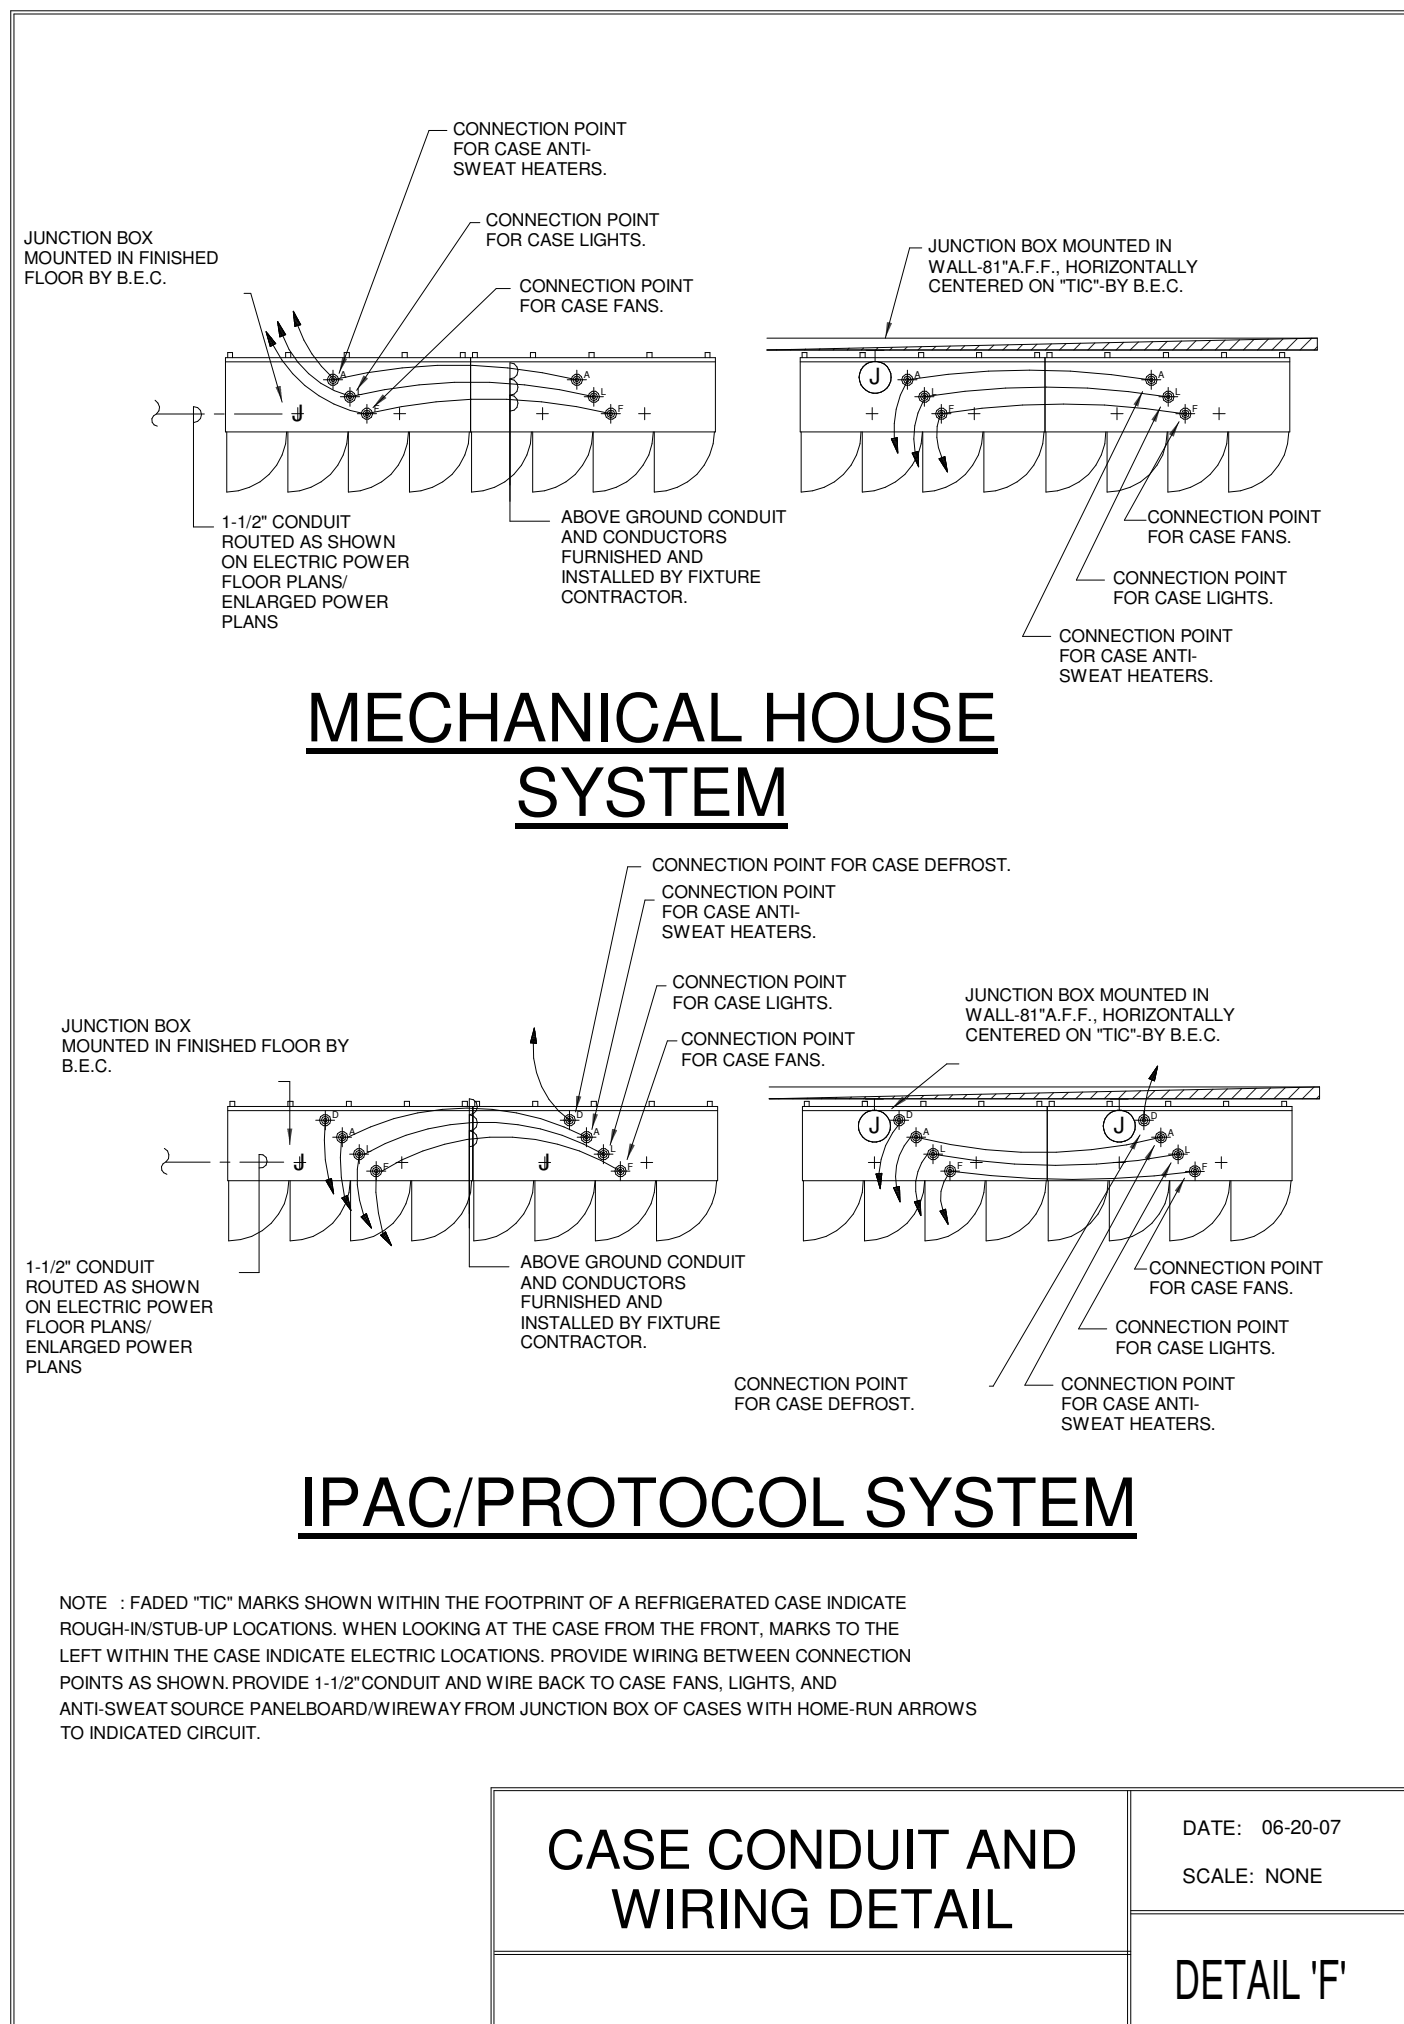 CONNECTION POINT
FOR CASE ANTI-
SWEAT HEATERS.
CONNECTION POINT
FOR CASE LIGHTS.
CONNECTION POINT
FOR CASE FANS.
JUNCTION BOX
MOUNTED IN FINISHED
FLOOR BY B.E.C.
JUNCTION BOX MOUNTED IN
WALL-81"A.F.F., HORIZONTALLY
CENTERED ON "TIC"-BY B.E.C.
A
L
F
J
A
L
F
J
A
L
F
A
L
F
1-1/2" CONDUIT
ROUTED AS SHOWN
ON ELECTRIC POWER
FLOOR PLANS/
ENLARGED POWER
PLANS
ABOVE GROUND CONDUIT
AND CONDUCTORS
FURNISHED AND
INSTALLED BY FIXTURE
CONTRACTOR.
CONNECTION POINT
FOR CASE FANS.
CONNECTION POINT
FOR CASE LIGHTS.
CONNECTION POINT
FOR CASE ANTI-
SWEAT HEATERS.
MECHANICAL HOUSE
SYSTEM
CONNECTION POINT FOR CASE DEFROST.
CONNECTION POINT
FOR CASE ANTI-
SWEAT HEATERS.
CONNECTION POINT
FOR CASE LIGHTS.
CONNECTION POINT
FOR CASE FANS.
JUNCTION BOX
MOUNTED IN FINISHED FLOOR BY
B.E.C.
JUNCTION BOX MOUNTED IN
WALL-81"A.F.F., HORIZONTALLY
CENTERED ON "TIC"-BY B.E.C.
D
A
L
F
J
D
A
L
F
J
J
D
A
L
F
J
D
A
L
F
1-1/2" CONDUIT
ROUTED AS SHOWN
ON ELECTRIC POWER
FLOOR PLANS/
ENLARGED POWER
PLANS
ABOVE GROUND CONDUIT
AND CONDUCTORS
FURNISHED AND
INSTALLED BY FIXTURE
CONTRACTOR.
CONNECTION POINT
FOR CASE FANS.
CONNECTION POINT
FOR CASE LIGHTS.
CONNECTION POINT
FOR CASE DEFROST.
CONNECTION POINT
FOR CASE ANTI-
SWEAT HEATERS.
IPAC/PROTOCOL SYSTEM
NOTE : FADED "TIC" MARKS SHOWN WITHIN THE FOOTPRINT OF A REFRIGERATED CASE INDICATE
ROUGH-IN/STUB-UP LOCATIONS. WHEN LOOKING AT THE CASE FROM THE FRONT, MARKS TO THE
LEFT WITHIN THE CASE INDICATE ELECTRIC LOCATIONS. PROVIDE WIRING BETWEEN CONNECTION
POINTS AS SHOWN. PROVIDE 1-1/2"CONDUIT AND WIRE BACK TO CASE FANS, LIGHTS, AND
ANTI-SWEAT SOURCE PANELBOARD/WIREWAY FROM JUNCTION BOX OF CASES WITH HOME-RUN ARROWS
TO INDICATED CIRCUIT.
CASE CONDUIT AND
WIRING DETAIL
DATE: 06-20-07
SCALE: NONE
DETAIL 'F'